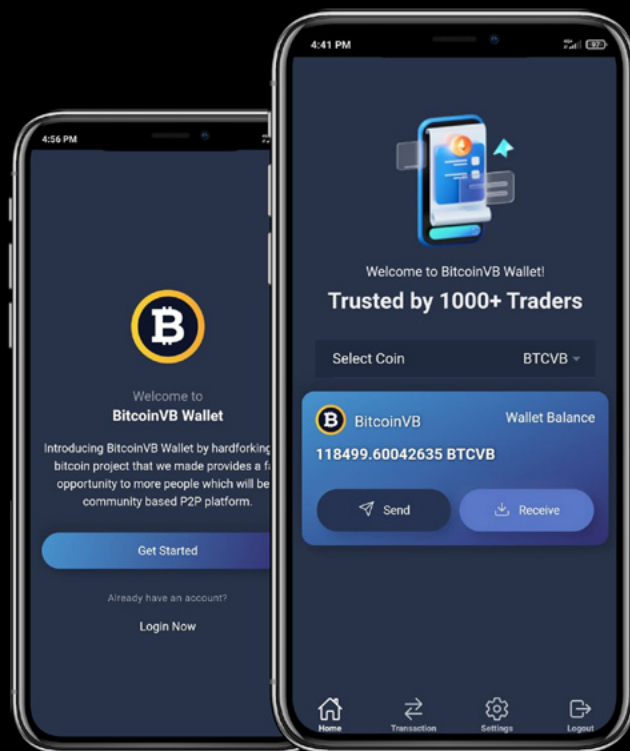 4:56 PM
Welcome to
BitcoinVB Wallet
Introducing BitcoinVB Wallet by hardforking
bitcoin project that we made provides a
opportunity to more people which will be
community based P2P platform.
Get Started
Already have an account?
Login Now
4:41 PM
Welcome to BitcoinVB Wallet!
Trusted by 1000+ Traders
Select Coin BTCVB
BitcoinVB Wallet Balance
118499.60042635 BTCVB
Send Receive
Home Transaction Settings Logout